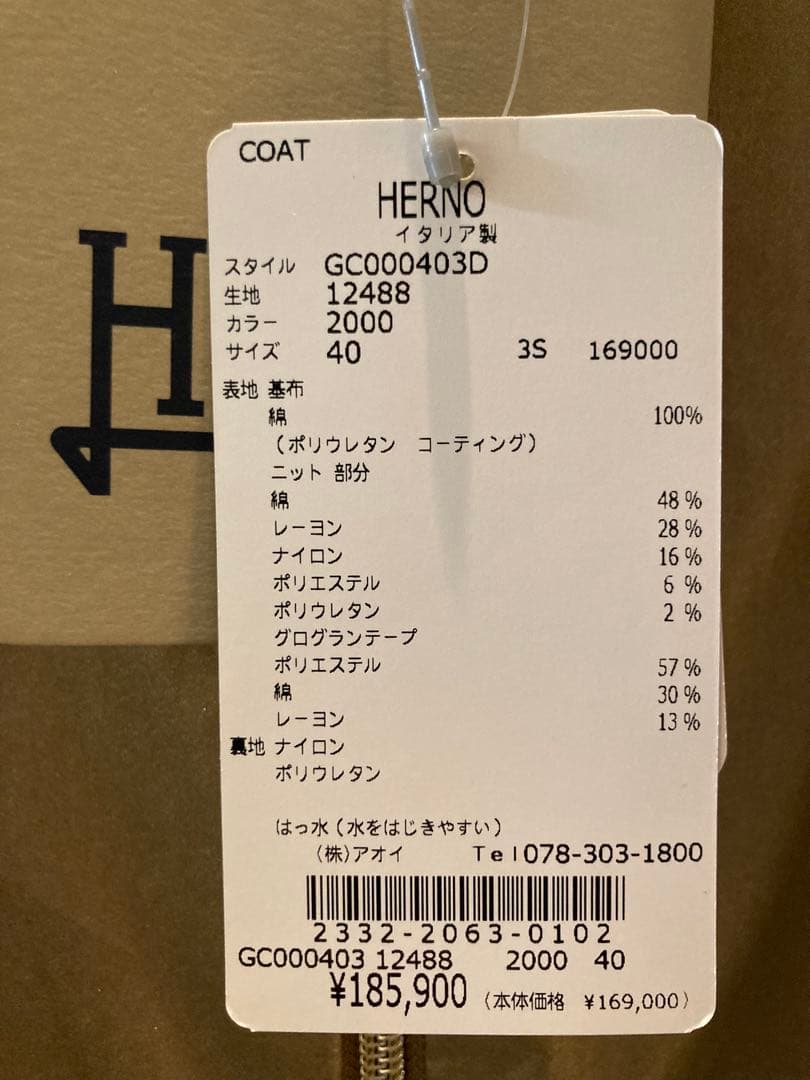 COAT
HERNO
イタリア製
スタイル GC000403D
生地 12488
カラー 2000
サイズ 40 3S 169000
表地 基布
綿 100%
(ポリウレタン コーティング)
ニット 部分
綿 48 %
レーヨン 28 %
ナイロン 16 %
ポリエステル 6 %
ポリウレタン 2 %
グログランテープ
ポリエステル 57 %
綿 30 %
レーヨン 13 %
裏地 ナイロン
ポリウレタン
はっ水(水をはじきやすい)
(株)アオイ Tel078-303-1800
2332-2063-0102
GC000403 12488 2000 40
¥185,900 (本体価格 ¥169,000)
H